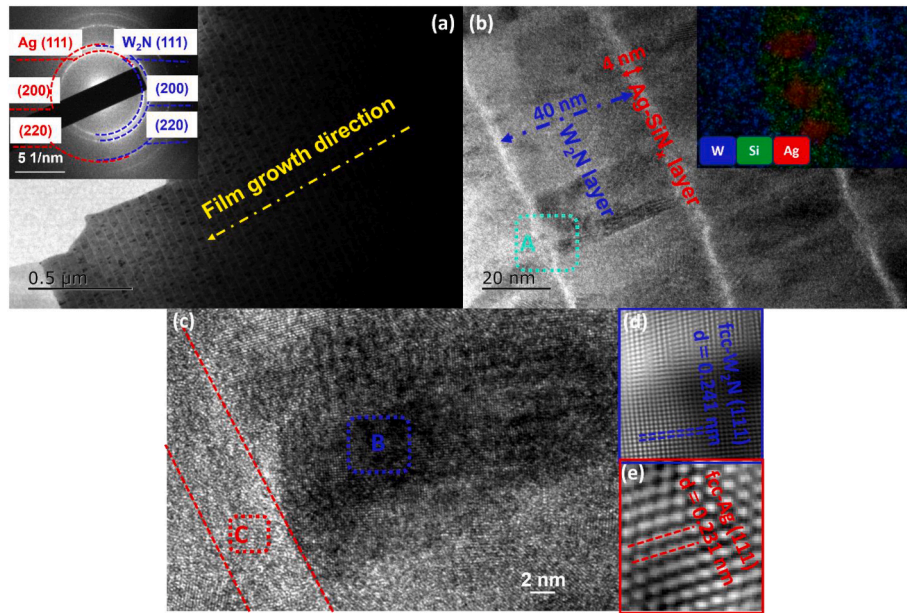 (a)
Ag (111)
W₂N (111)
(200)
(200)
(220)
(220)
5 1/nm
Film growth direction
0.5 µm
(b)
4 nm
40 nm
Ag-SiNₓ layer
W₂N layer
A
20 nm
W
Si
Ag
(c)
B
C
2 nm
(d)
fcc-W₂N (111)
d = 0.241 nm
(e)
fcc-Ag (111)
d = 0.231 nm